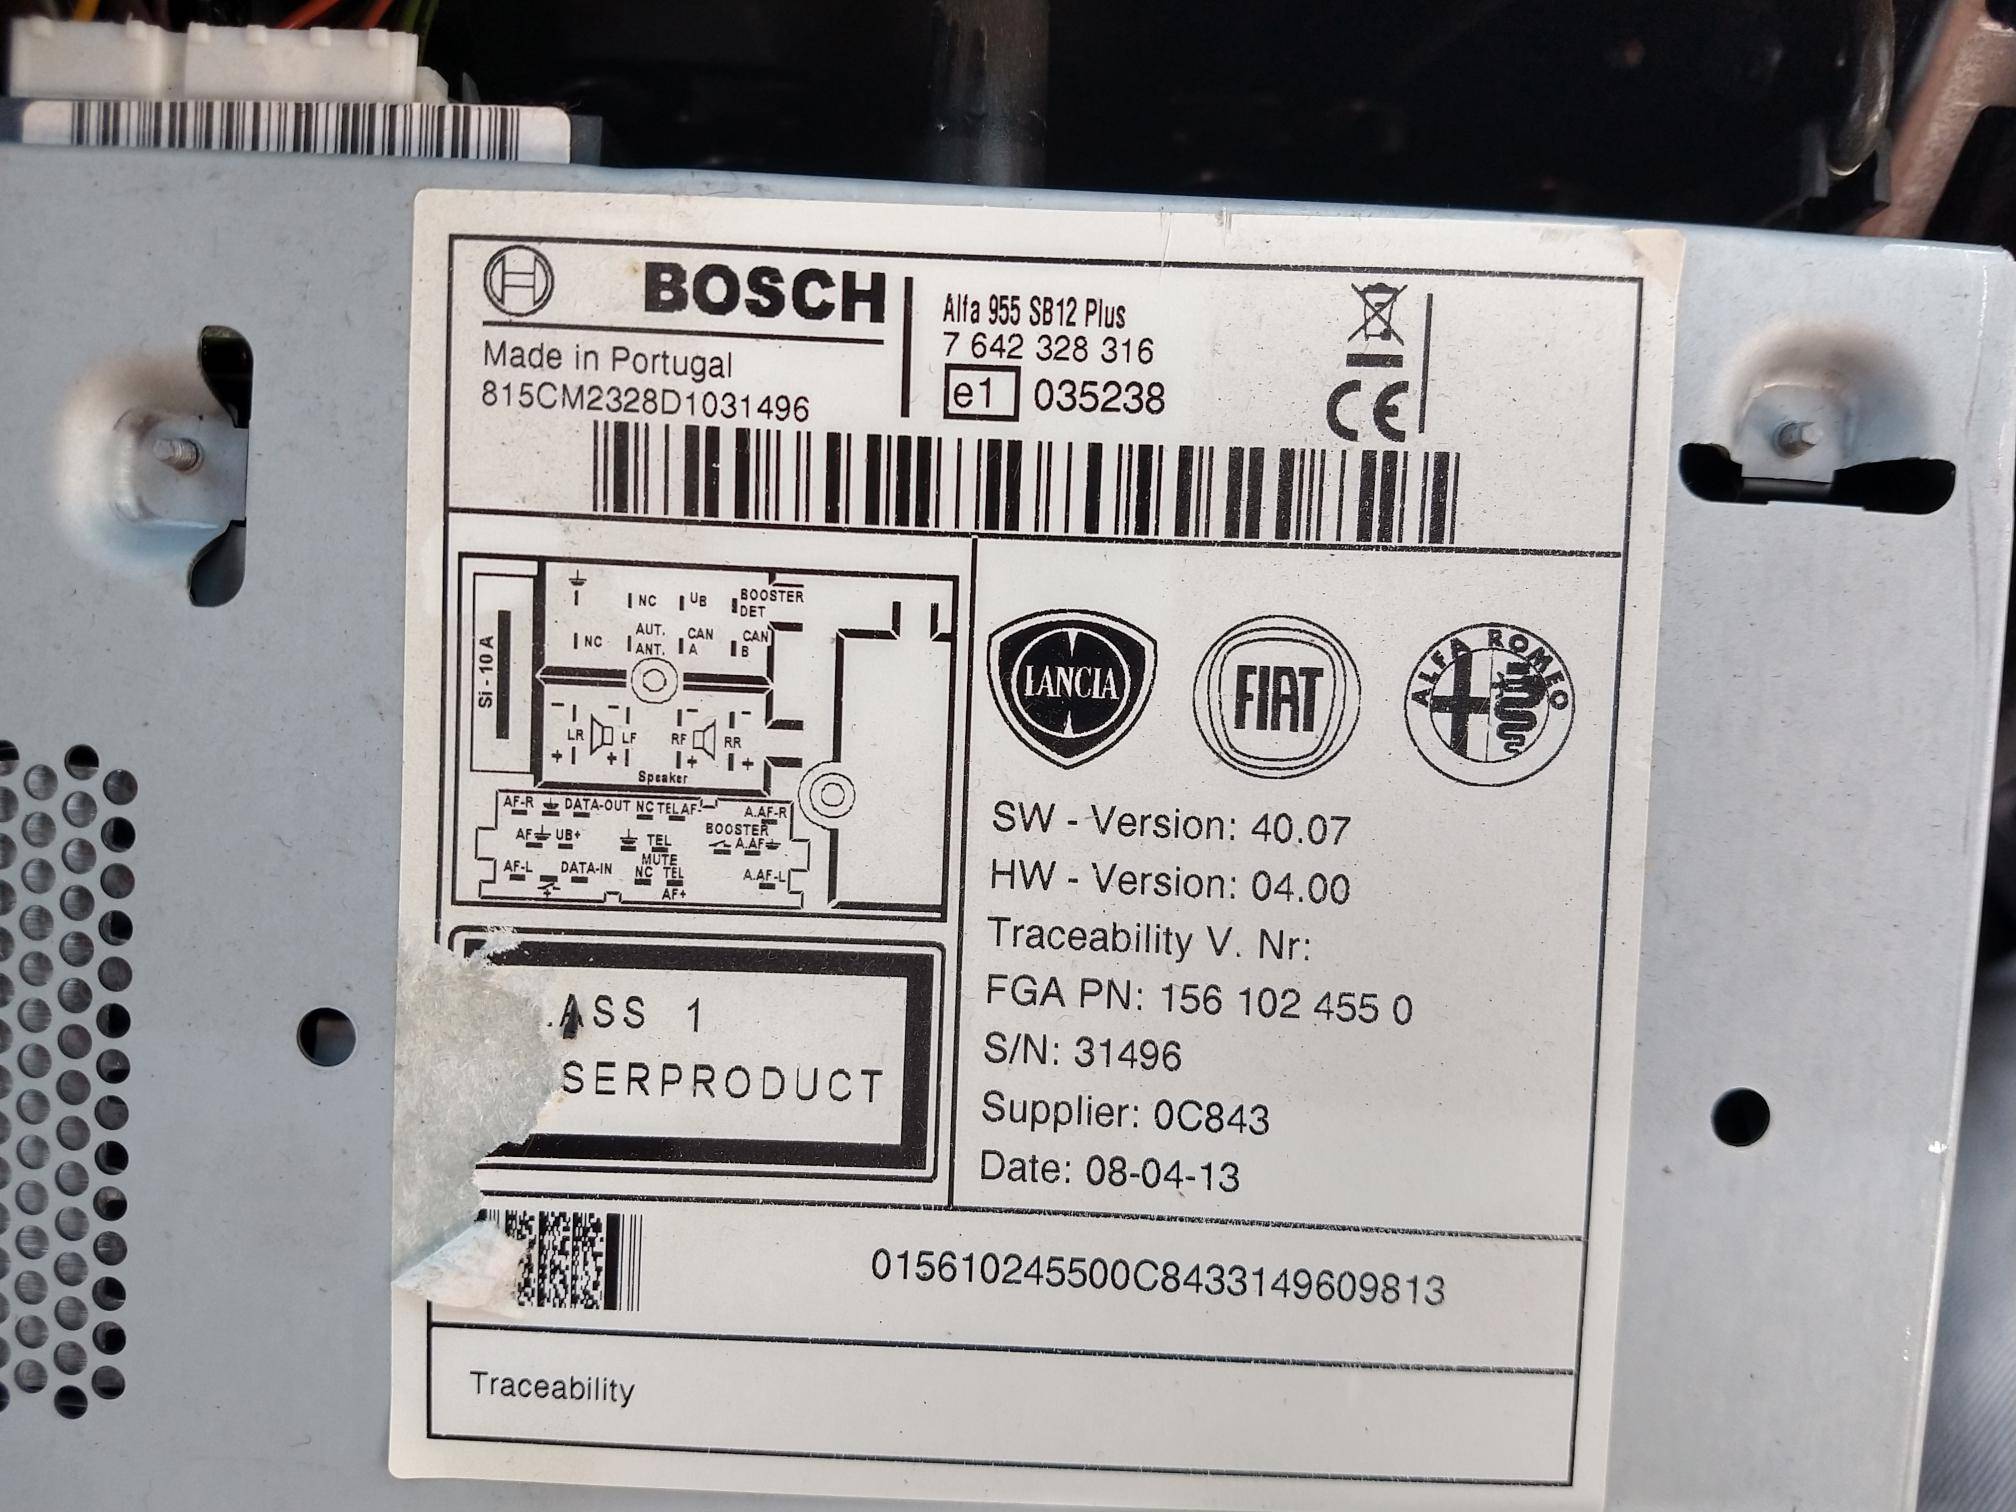 BOSCH
Made in Portugal
815CM2328D1031496
Alfa 955 SB12 Plus
7 642 328 316
e1 035238
CE
Si - 10 A
NC UB BOOSTER DET
NC AUT. ANT. CAN A CAN B
LR LF RF RR
Speaker
AF-R DATA-OUT NC TEL AF- A.AF-R
AF UB+ TEL MUTE BOOSTER A.AF
AF-L DATA-IN NC TEL AF+ A.AF-L
LANCIA
FIAT
ALFA ROMEO
SW - Version: 40.07
HW - Version: 04.00
Traceability V. Nr:
FGA PN: 156 102 455 0
S/N: 31496
Supplier: 0C843
Date: 08-04-13
ASS 1
SERPRODUCT
015610245500C8433149609813
Traceability